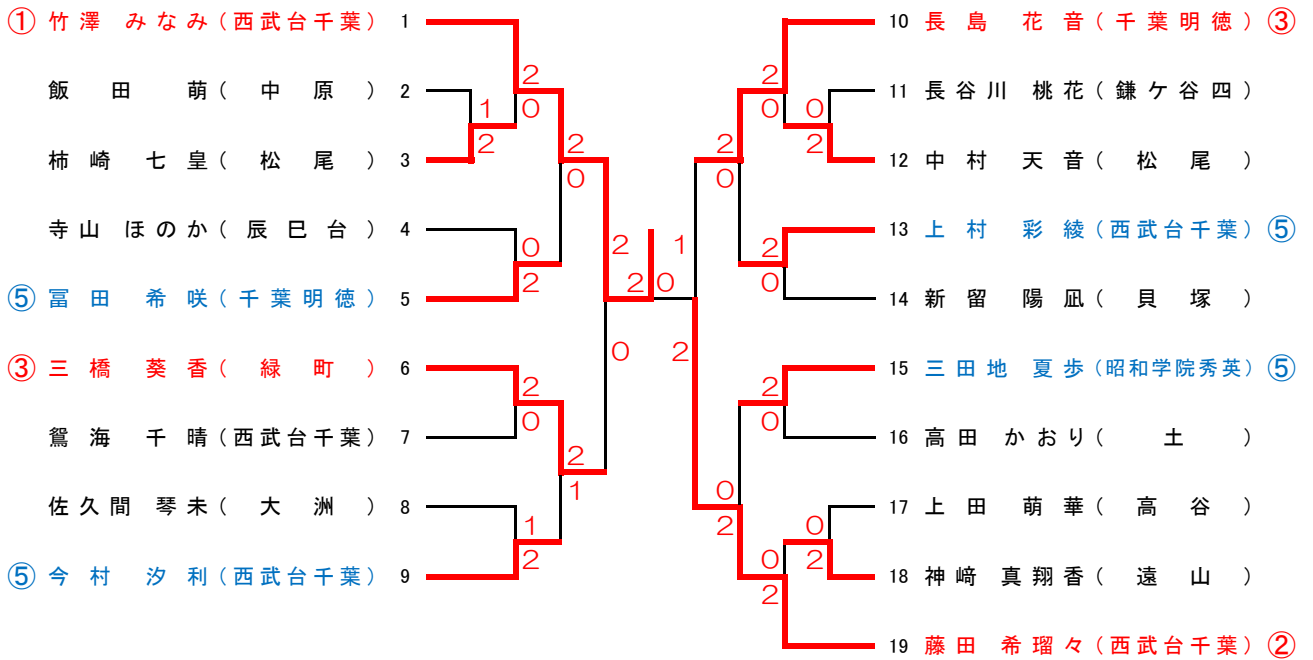 ① 竹澤 みなみ(西武台千葉) 1
飯田 萌(中原) 2
柿崎 七皇(松尾) 3
寺山 ほのか(辰巳台) 4
⑤ 冨田 希咲(千葉明徳) 5
③ 三橋 葵香(緑町) 6
鴛海 千晴(西武台千葉) 7
佐久間 琴未(大洲) 8
⑤ 今村 汐利(西武台千葉) 9
2
0
1
2
2
0
0
2
2
0
2
0
2
1
1
2
2 0
1
2
10 長島 花音(千葉明徳) ③
11 長谷川 桃花(鎌ケ谷四)
12 中村 天音(松尾)
13 上村 彩綾(西武台千葉) ⑤
14 新留 陽凪(貝塚)
15 三田地 夏歩(昭和学院秀英) ⑤
16 高田 かおり(土)
17 上田 萌華(高谷)
18 神﨑 真翔香(遠山)
19 藤田 希瑠々(西武台千葉) ②
2
0
0
2
2
0
2
0
2
0
0
2
0
2
0
2